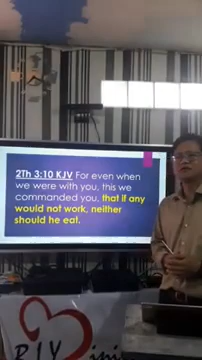 2Th 3:10 KJV For even when
we were with you, this we
commanded you, that if any
would not work, neither
should he eat.
RJY